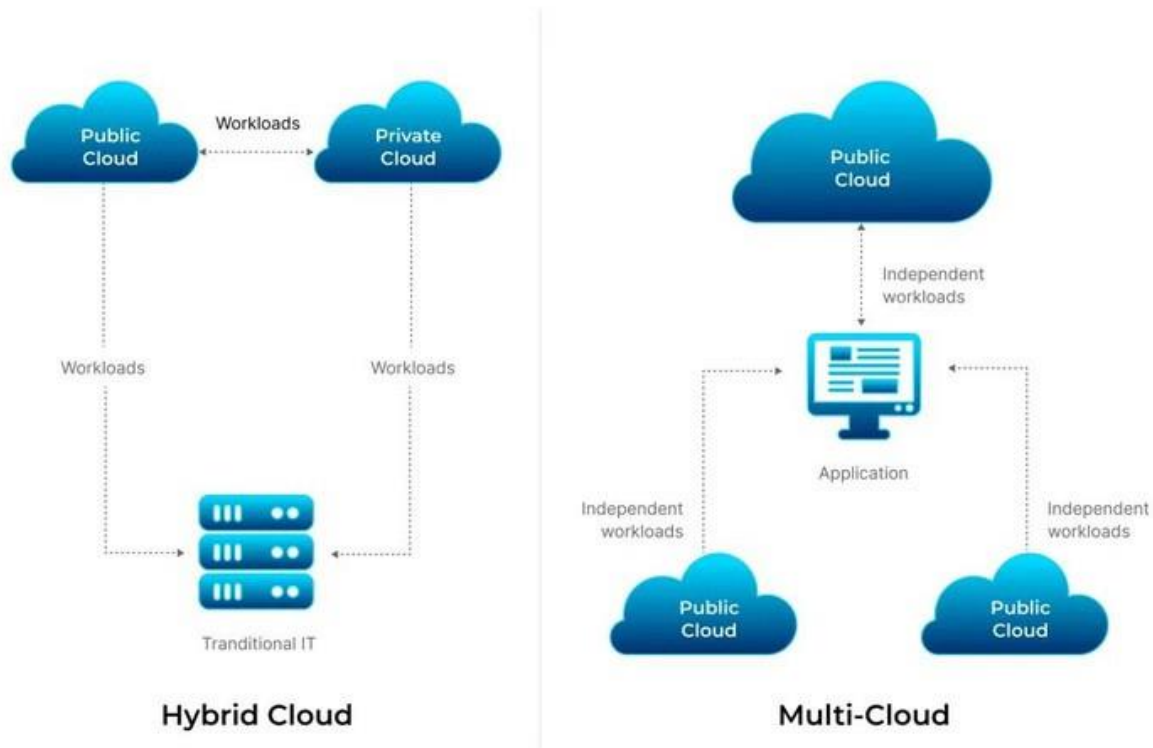 Public
Cloud
Workloads
Private
Cloud
Workloads
Workloads
Tranditional IT
Hybrid Cloud
Public
Cloud
Independent
workloads
Application
Independent
workloads
Independent
workloads
Public
Cloud
Public
Cloud
Multi-Cloud